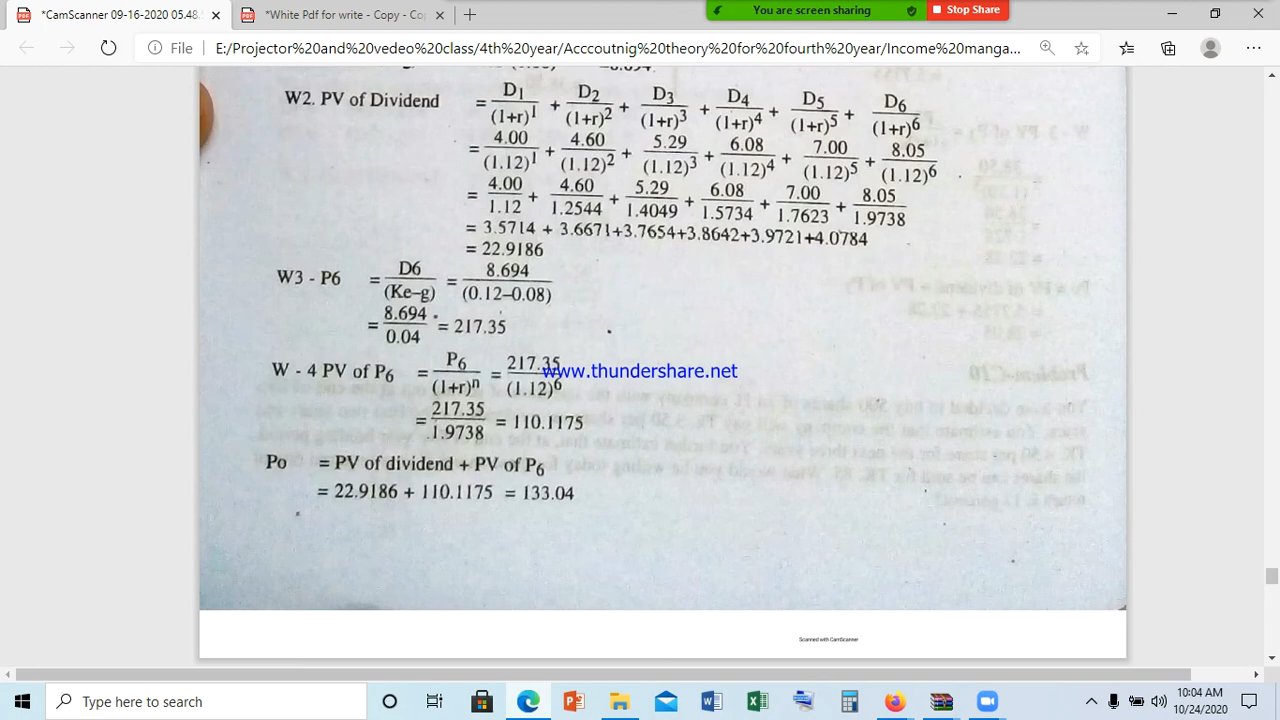 *CanScanner 09-16-2020 05.48
*White list for write - Copy - Cop
You are screen sharing
Stop Share
File
E:/Projector%20and%20vedeo%20class/4th%20year/Acccoutnig%20theory%20for%20fourth%20year/Income%20manga...
W2. PV of Dividend = D1/(1+r)^1 + D2/(1+r)^2 + D3/(1+r)^3 + D4/(1+r)^4 + D5/(1+r)^5 + D6/(1+r)^6
= 4.00/(1.12)^1 + 4.60/(1.12)^2 + 5.29/(1.12)^3 + 6.08/(1.12)^4 + 7.00/(1.12)^5 + 8.05/(1.12)^6
= 4.00/1.12 + 4.60/1.2544 + 5.29/1.4049 + 6.08/1.5734 + 7.00/1.7623 + 8.05/1.9738
= 3.5714 + 3.6671+3.7654+3.8642+3.9721+4.0784
= 22.9186
W3 - P6 = D6/(Ke–g) = 8.694/(0.12–0.08)
= 8.694/0.04 = 217.35
W - 4 PV of P6 = P6/(1+r)^n = 217.35/(1.12)^6
www.thundershare.net
= 217.35/1.9738 = 110.1175
Po = PV of dividend + PV of P6
= 22.9186 + 110.1175 = 133.04
Problem-C10
Scanned with CamScanner
Type here to search
10:04 AM
10/24/2020